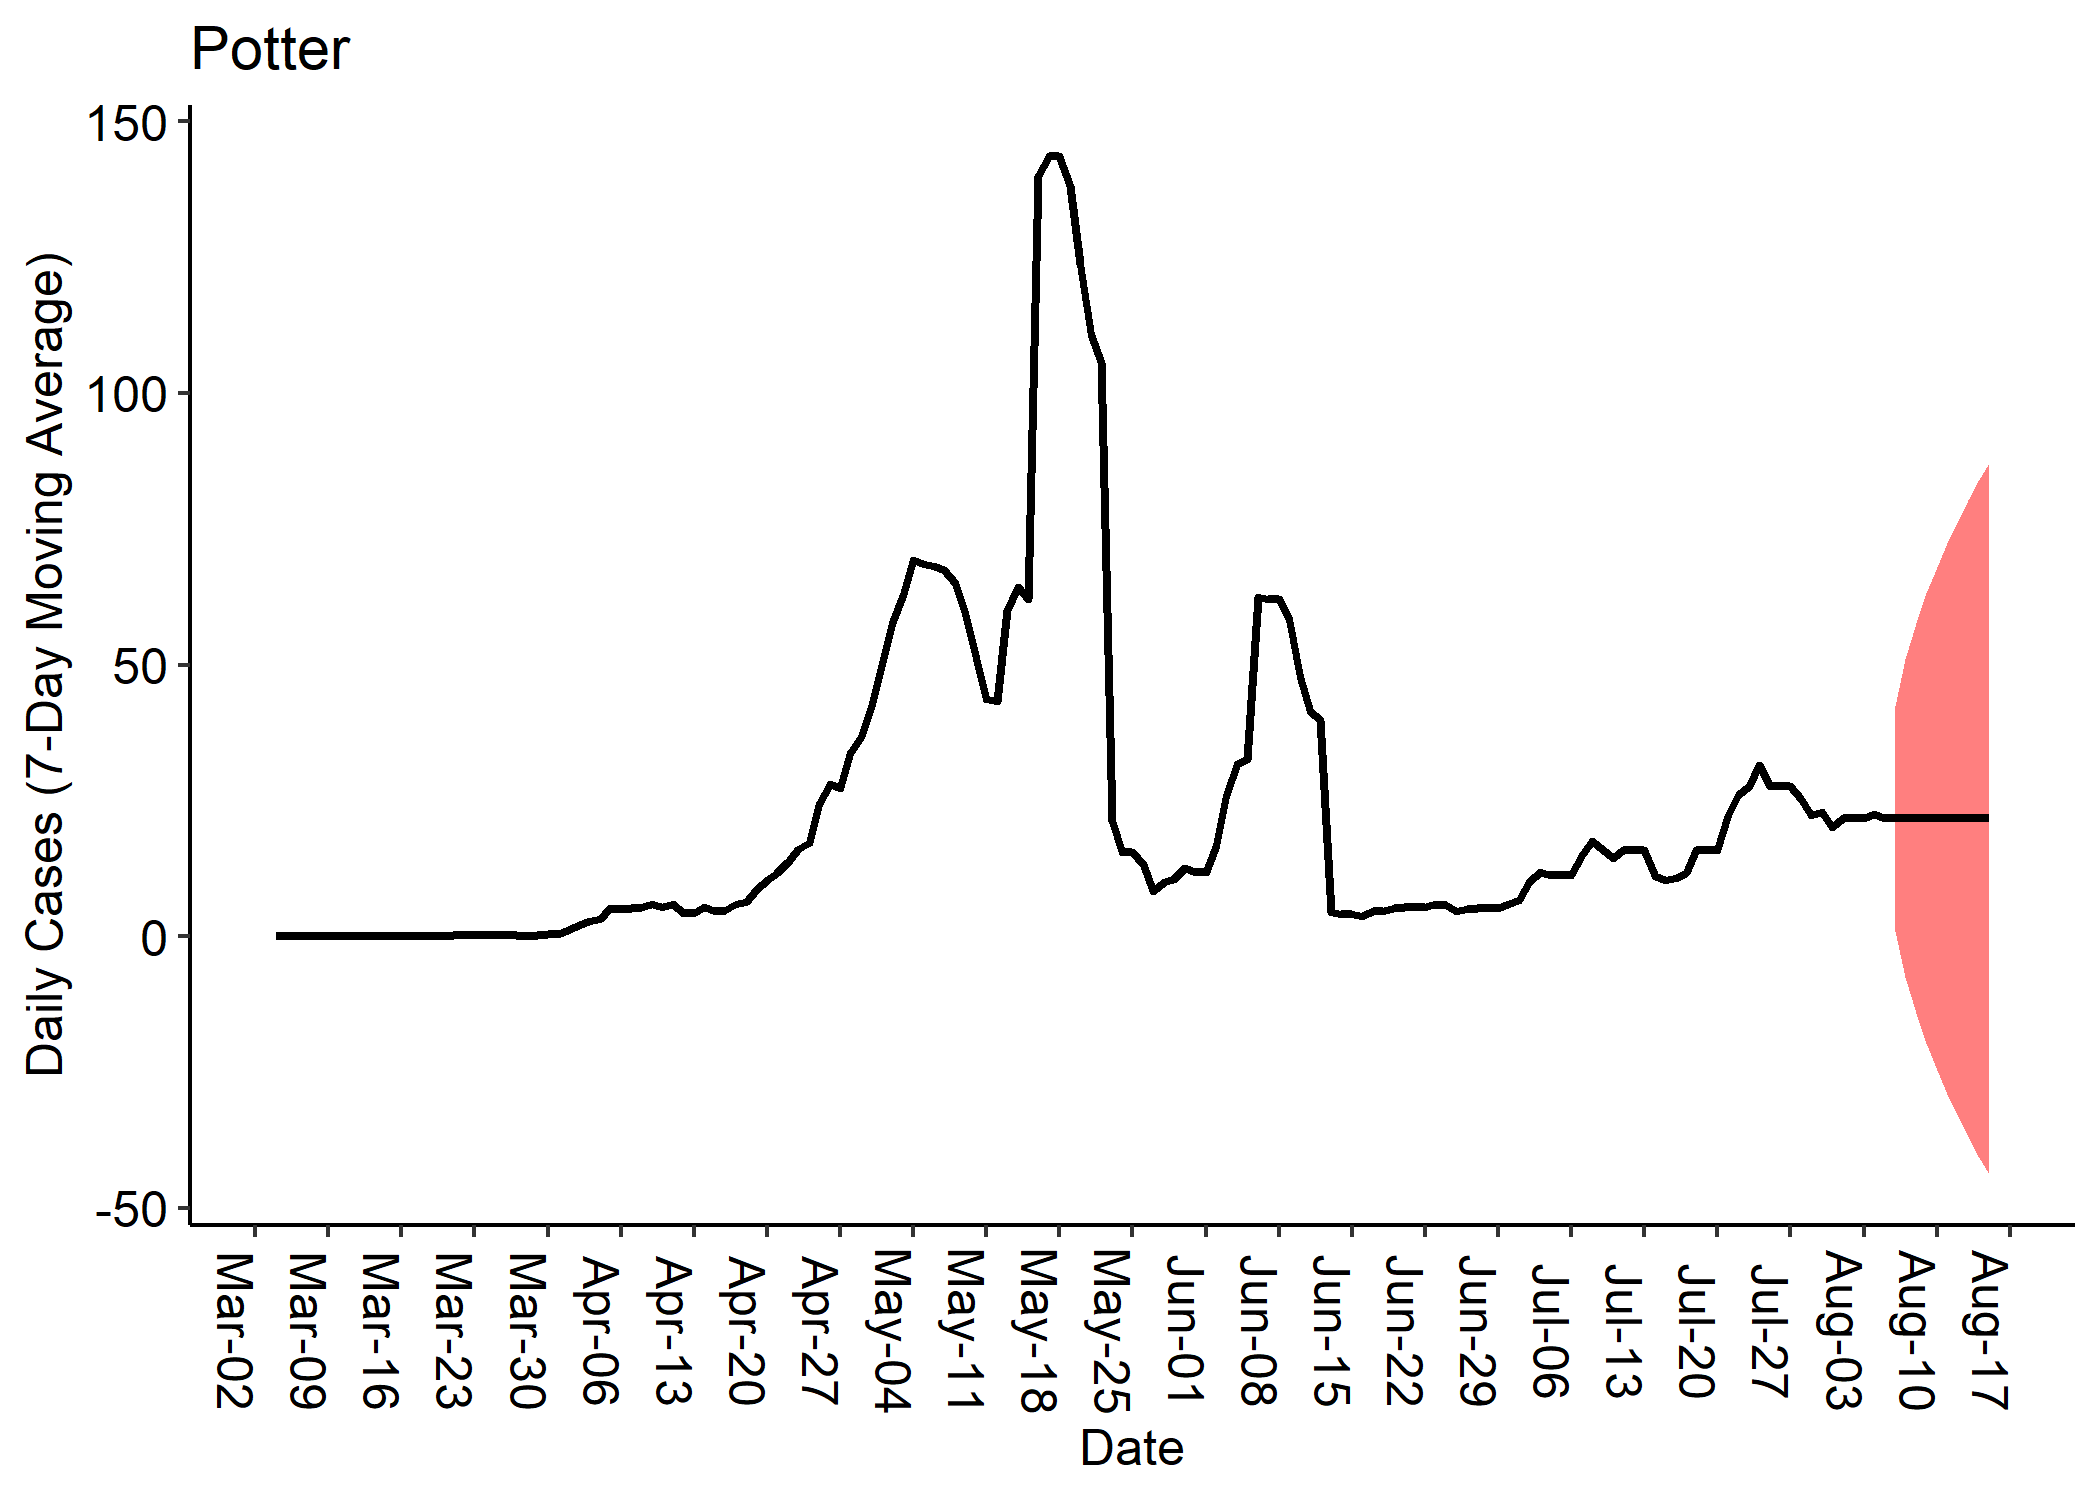 Potter
Daily Cases (7-Day Moving Average)
150
100
50
0
-50
Mar-02
Mar-09
Mar-16
Mar-23
Mar-30
Apr-06
Apr-13
Apr-20
Apr-27
May-04
May-11
May-18
May-25
Jun-01
Jun-08
Jun-15
Jun-22
Jun-29
Jul-06
Jul-13
Jul-20
Jul-27
Aug-03
Aug-10
Aug-17
Date